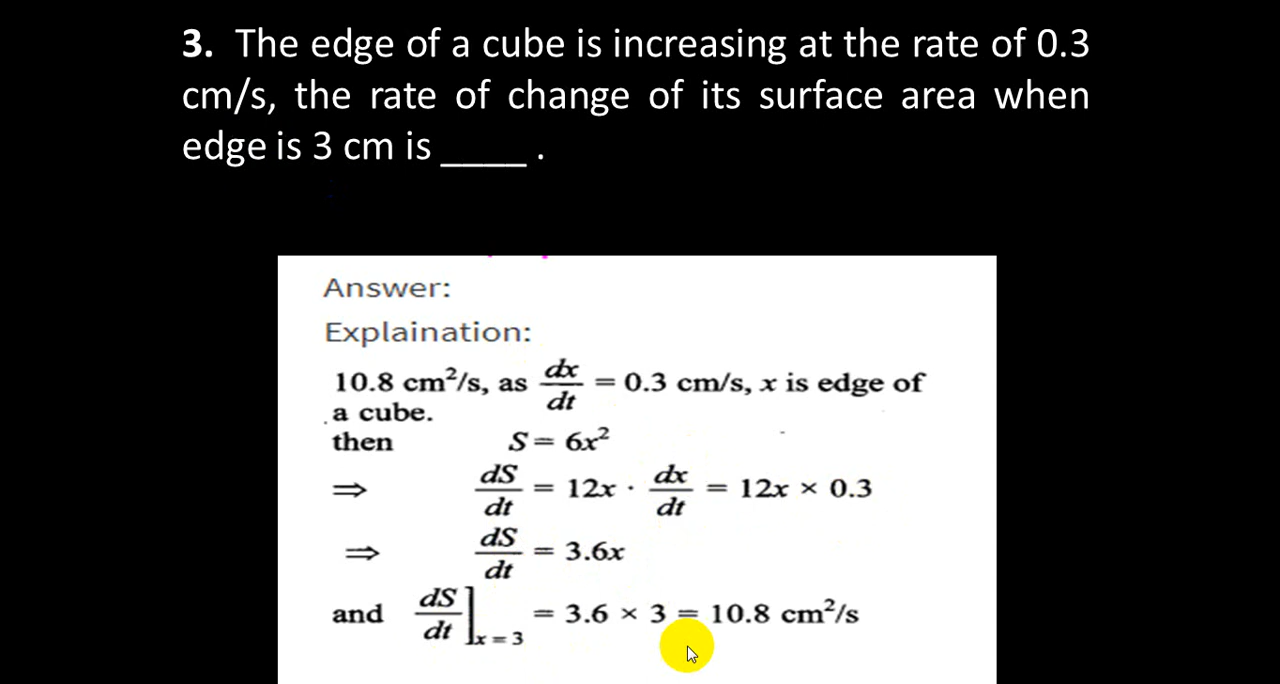 3. The edge of a cube is increasing at the rate of 0.3
cm/s, the rate of change of its surface area when
edge is 3 cm is ____ .
Answer:
Explaination:
10.8 cm²/s, as dx/dt = 0.3 cm/s, x is edge of
a cube.
then S = 6x²
⇒ dS/dt = 12x · dx/dt = 12x × 0.3
⇒ dS/dt = 3.6x
and dS/dt]x = 3 = 3.6 × 3 = 10.8 cm²/s